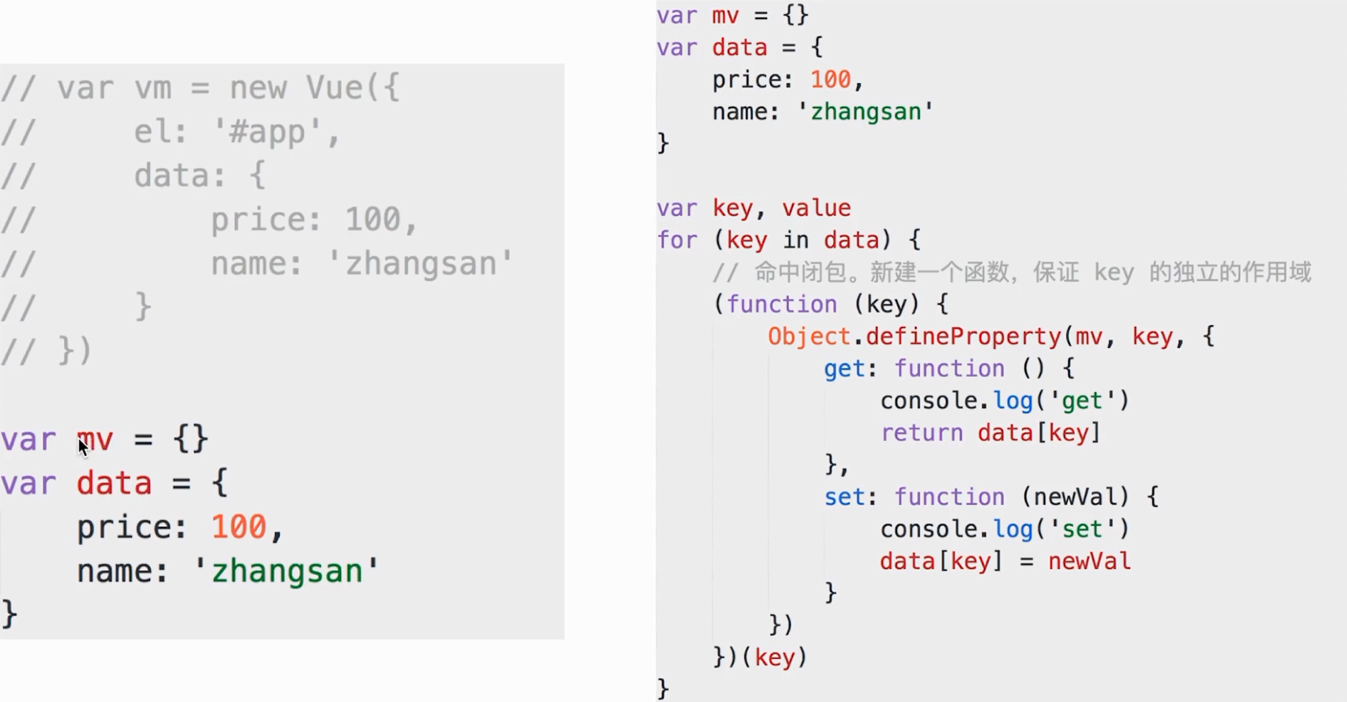 // var vm = new Vue({
//     el: '#app',
//     data: {
//         price: 100,
//         name: 'zhangsan'
//     }
// })
var mv = {}
var data = {
    price: 100,
    name: 'zhangsan'
}
var mv = {}
var data = {
    price: 100,
    name: 'zhangsan'
}
var key, value
for (key in data) {
    // 命中闭包。新建一个函数，保证 key 的独立的作用域
    (function (key) {
        Object.defineProperty(mv, key, {
            get: function () {
                console.log('get')
                return data[key]
            },
            set: function (newVal) {
                console.log('set')
                data[key] = newVal
            }
        })
    })(key)
}